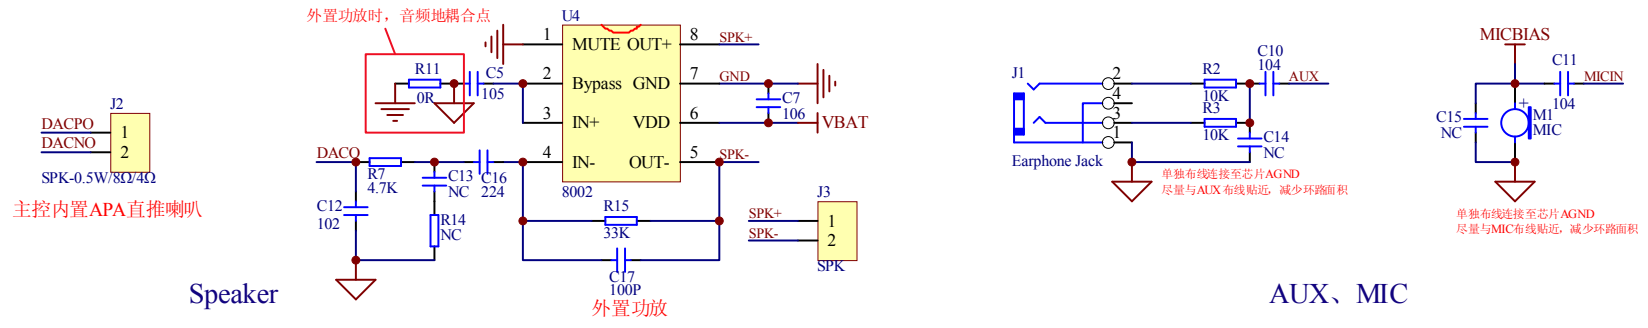 J2
DACPO
DACNO
1
2
SPK-0.5W/8Ω/4Ω
主控内置APA直推喇叭
外置功放时，音频地耦合点
R11
0R
C5
105
U4
1
2
3
4
MUTE OUT+
Bypass GND
IN+ VDD
IN- OUT-
8
7
6
5
8002
SPK+
GND
C7
106
VBAT
SPK-
DACO
R7
4.7K
C13
NC
C16
224
C12
102
R14
NC
R15
33K
C17
100P
外置功放
J3
SPK+
SPK-
1
2
SPK
Speaker
J1
2
4
3
1
Earphone Jack
R2
10K
R3
10K
C10
104
AUX
C14
NC
单独布线连接至芯片AGND
尽量与AUX布线贴近，减少环路面积
MICBIAS
C11
104
MICIN
C15
NC
+
M1
MIC
单独布线连接至芯片AGND
尽量与MIC布线贴近，减少环路面积
AUX、MIC